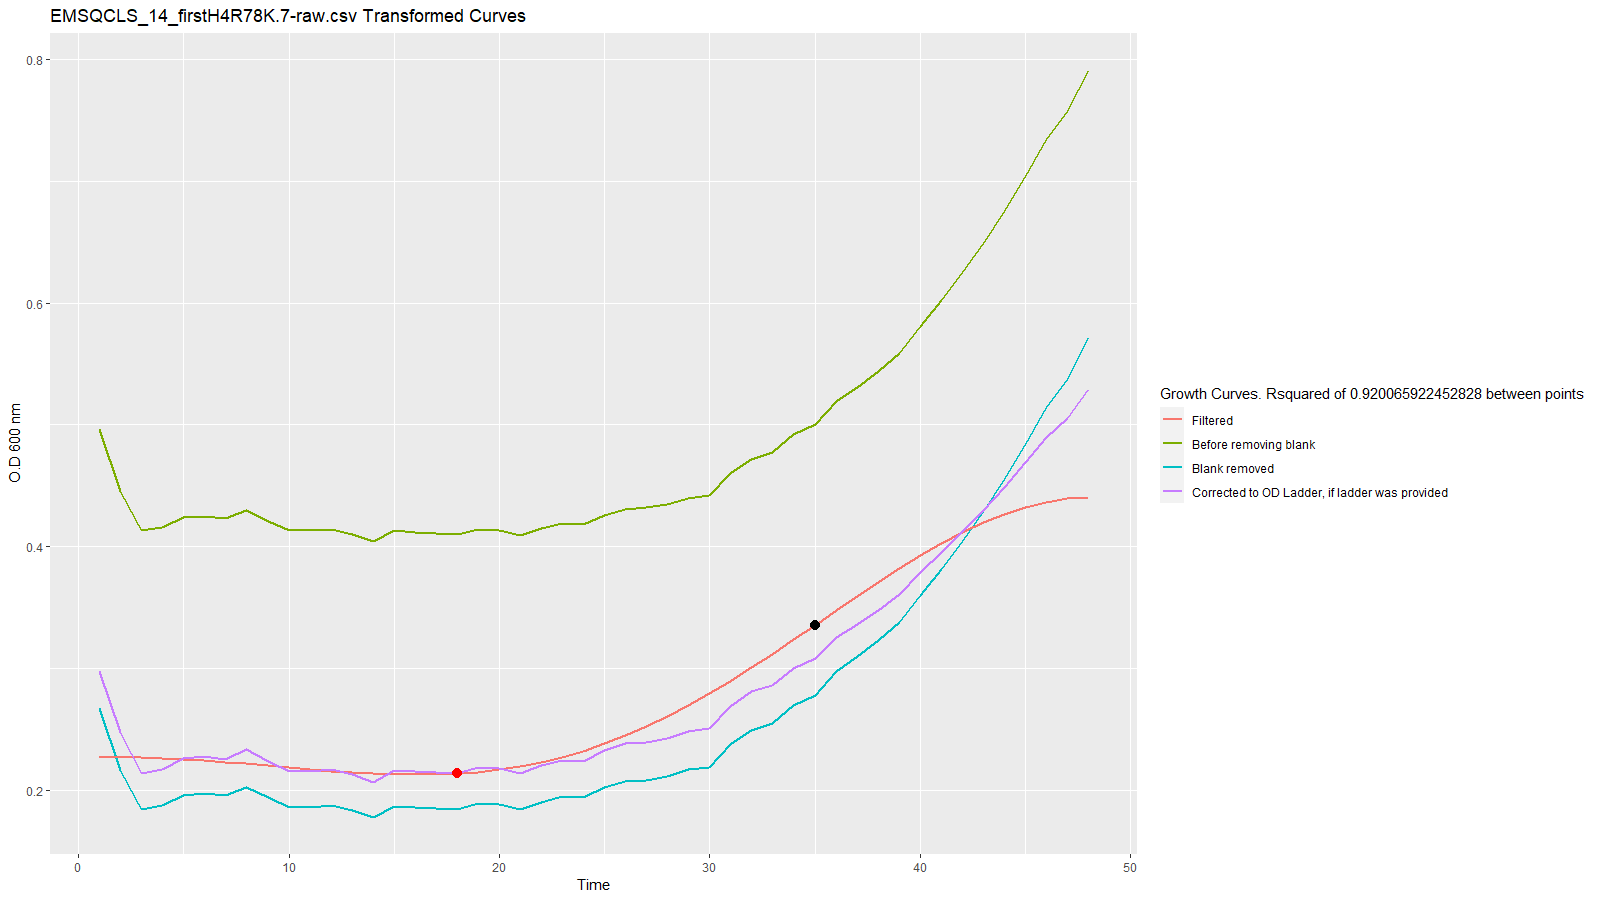 EMSQCLS_14_firstH4R78K.7-raw.csv Transformed Curves
0.8
0.6
0.4
0.2
O.D 600 nm
0
10
20
30
40
50
Time
Growth Curves. Rsquared of 0.920065922452828 between points
Filtered
Before removing blank
Blank removed
Corrected to OD Ladder, if ladder was provided